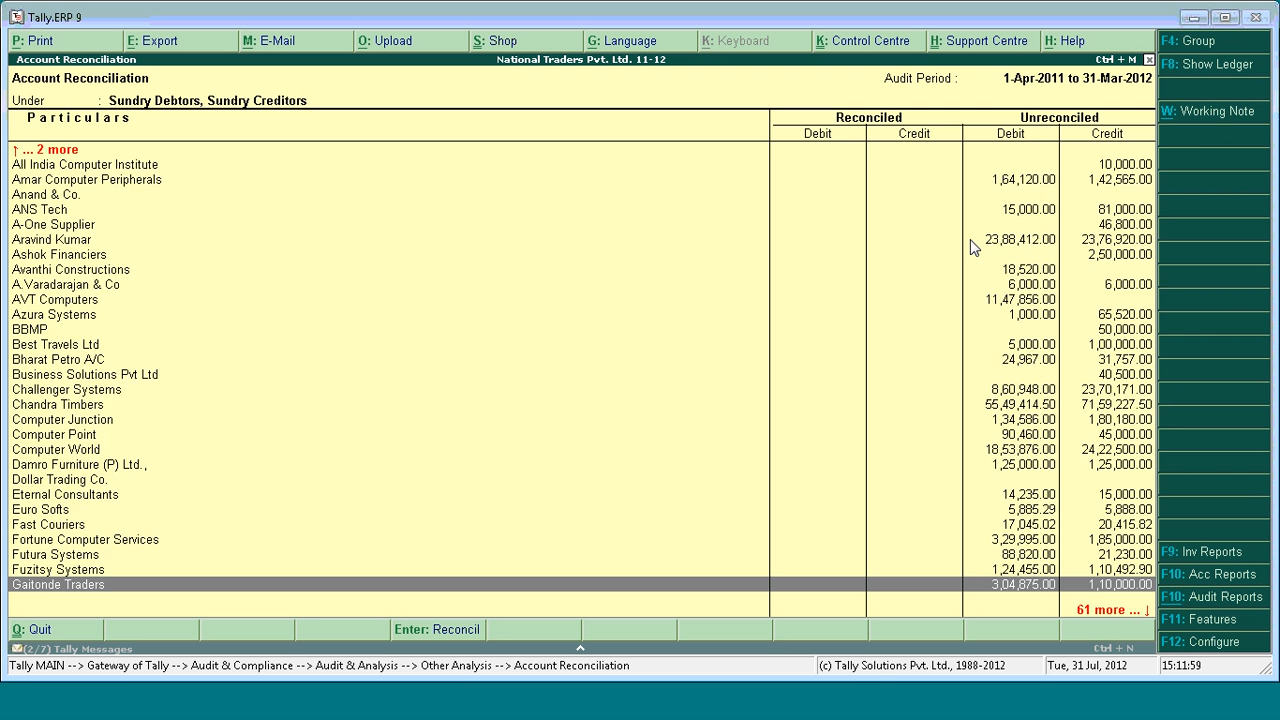 Tally.ERP 9
P: Print E: Export M: E-Mail O: Upload S: Shop G: Language K: Keyboard K: Control Centre H: Support Centre H: Help
F4: Group
F8: Show Ledger
W: Working Note
F9: Inv Reports
F10: Acc Reports
F10: Audit Reports
F11: Features
F12: Configure
Account Reconciliation National Traders Pvt. Ltd. 11-12 Ctrl + M
Account Reconciliation Audit Period : 1-Apr-2011 to 31-Mar-2012
Under : Sundry Debtors, Sundry Creditors
Particulars Reconciled Unreconciled
Debit Credit Debit Credit
↑ ... 2 more
All India Computer Institute 10,000.00
Amar Computer Peripherals 1,64,120.00 1,42,565.00
Anand & Co.
ANS Tech 15,000.00 81,000.00
A-One Supplier 46,800.00
Aravind Kumar 23,88,412.00 23,76,920.00
Ashok Financiers 2,50,000.00
Avanthi Constructions 18,520.00
A.Varadarajan & Co 6,000.00 6,000.00
AVT Computers 11,47,856.00
Azura Systems 1,000.00 65,520.00
BBMP 50,000.00
Best Travels Ltd 5,000.00 1,00,000.00
Bharat Petro A/C 24,967.00 31,757.00
Business Solutions Pvt Ltd 40,500.00
Challenger Systems 8,60,948.00 23,70,171.00
Chandra Timbers 55,49,414.50 71,59,227.50
Computer Junction 1,34,586.00 1,80,180.00
Computer Point 90,460.00 45,000.00
Computer World 18,53,876.00 24,22,500.00
Damro Furniture (P) Ltd., 1,25,000.00 1,25,000.00
Dollar Trading Co.
Eternal Consultants 14,235.00 15,000.00
Euro Softs 5,885.29 5,888.00
Fast Couriers 17,045.02 20,415.82
Fortune Computer Services 3,29,995.00 1,85,000.00
Futura Systems 88,820.00 21,230.00
Fuzitsy Systems 1,24,455.00 1,10,492.90
Gaitonde Traders 3,04,875.00 1,10,000.00
61 more ... ↓
Q: Quit Enter: Reconcil
(2/7) Tally Messages Ctrl + N
Tally MAIN --> Gateway of Tally --> Audit & Compliance --> Audit & Analysis --> Other Analysis --> Account Reconciliation (c) Tally Solutions Pvt. Ltd., 1988-2012 Tue, 31 Jul, 2012 15:11:59